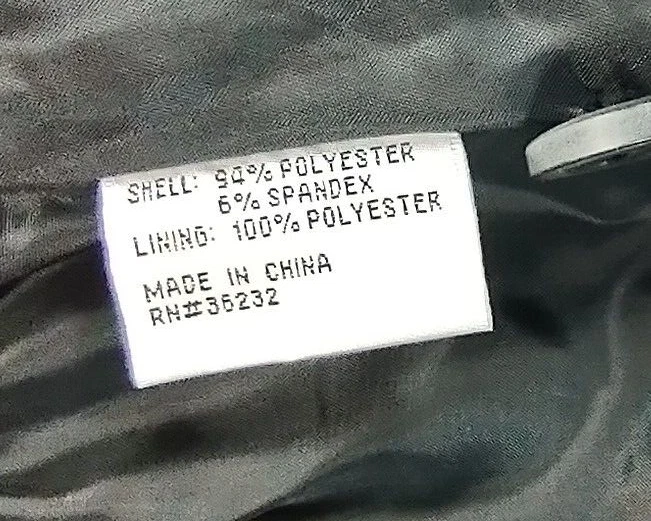 SHELL: 94% POLYESTER
6% SPANDEX
LINING: 100% POLYESTER
MADE IN CHINA
RN#36232